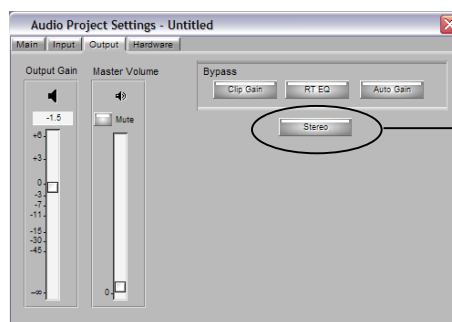 Audio Project Settings - Untitled
Main Input Output Hardware
Output Gain Master Volume Bypass
Clip Gain RT EQ Auto Gain
-1.5 Mute Stereo
+6
+3
0
-3
-7
-11
-15
-30
-45
-∞ 0